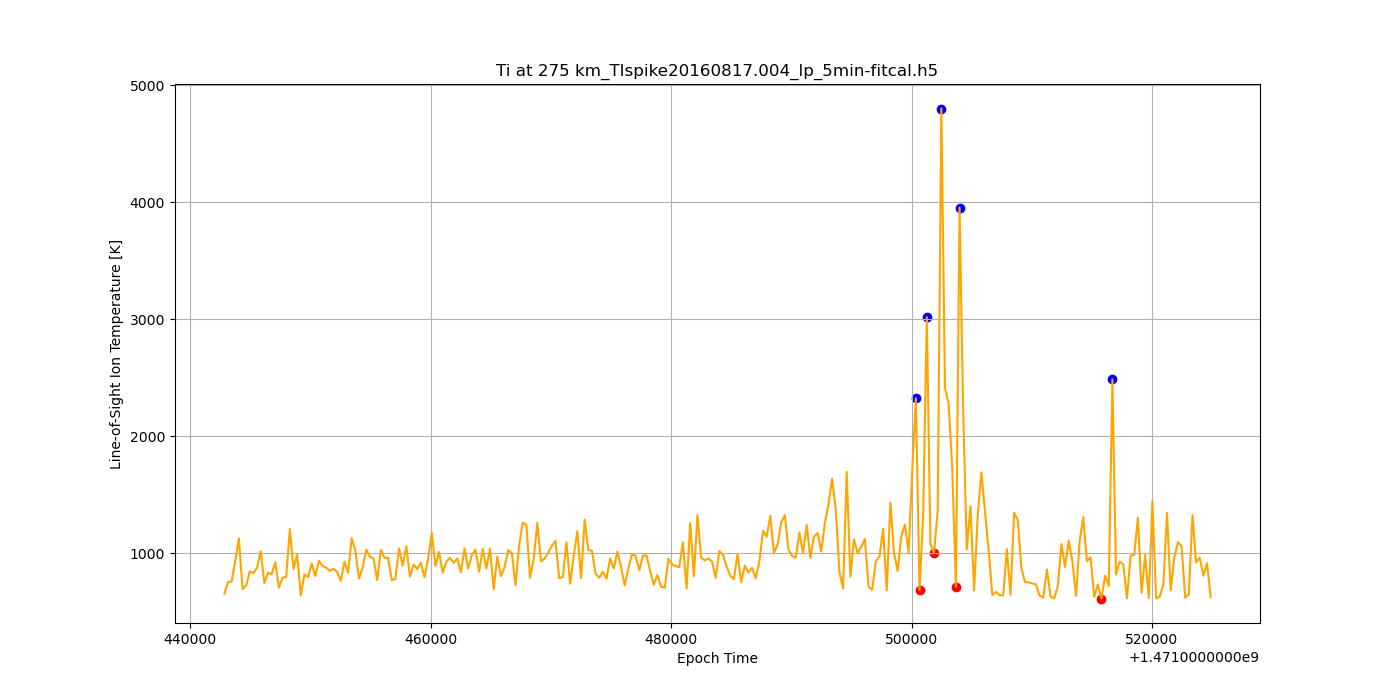 Ti at 275 km_TIspike20160817.004_lp_5min-fitcal.h5
Line-of-Sight Ion Temperature [K]
5000
4000
3000
2000
1000
440000 460000 480000 500000 520000
Epoch Time
+1.4710000000e9